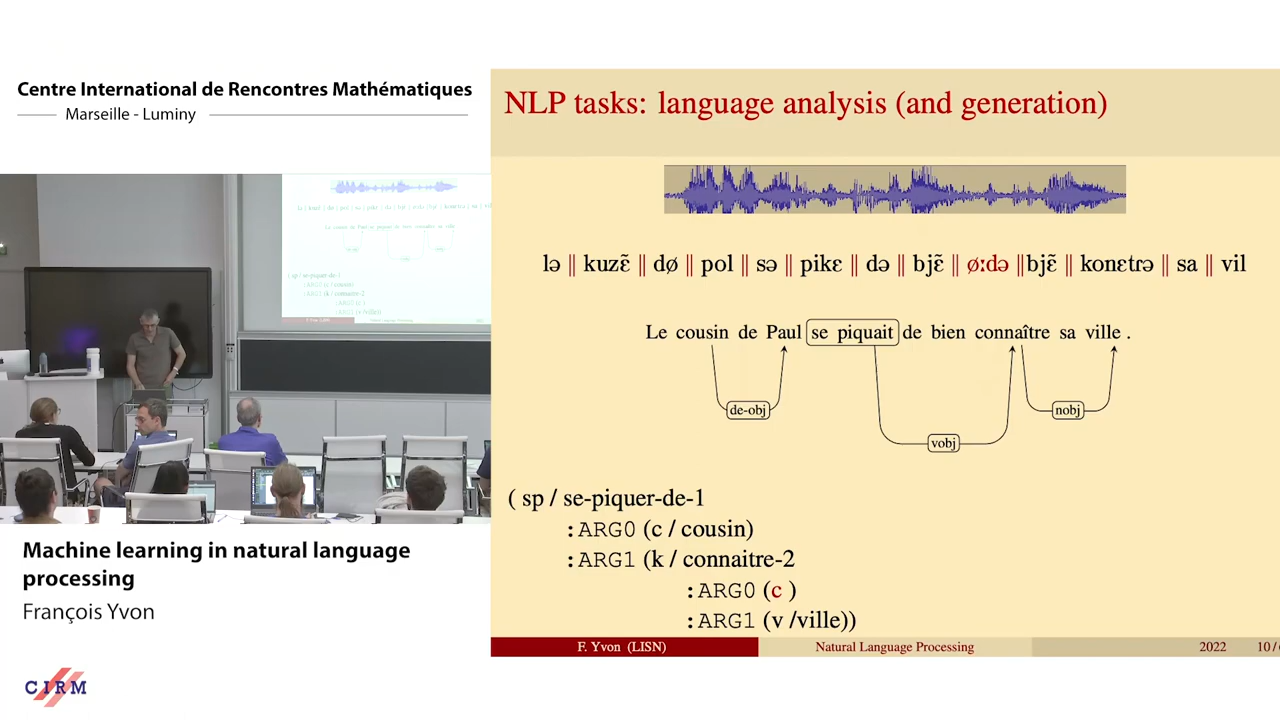 Centre International de Rencontres Mathématiques
Marseille - Luminy
NLP tasks: language analysis (and generation)
lə || kuzɛ̃ || dø || pol || sə || pikɛ || də || bjɛ̃ || øːdə || bjɛ̃ || konɛtrə || sa || vil
Le cousin de Paul se piquait de bien connaître sa ville .
de-obj
nobj
vobj
( sp / se-piquer-de-1
:ARG0 (c / cousin)
:ARG1 (k / connaitre-2
:ARG0 (c )
:ARG1 (v /ville))
F. Yvon (LISN)
Natural Language Processing
2022
10/
Machine learning in natural language
processing
François Yvon
CIRM